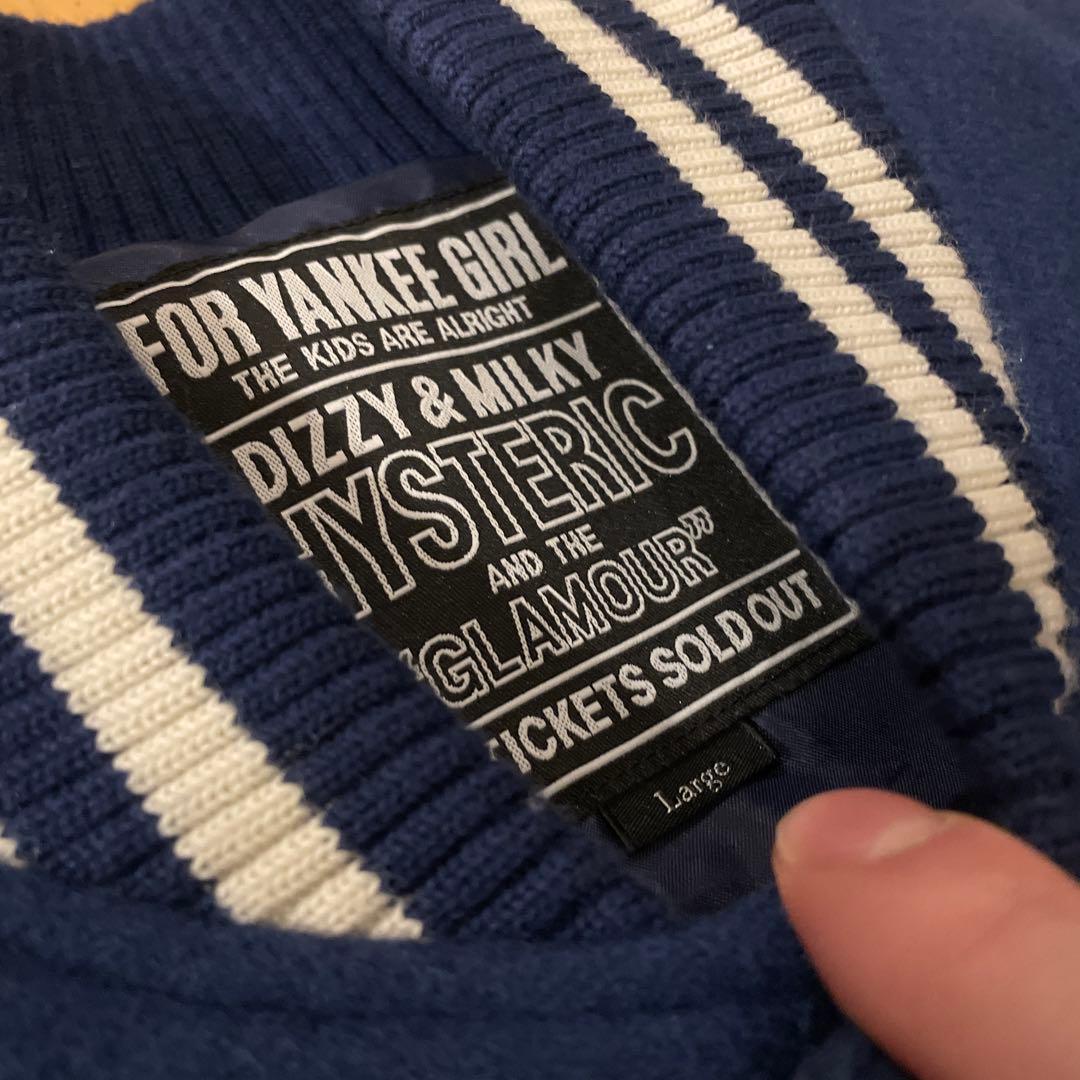 FOR YANKEE GIRL
THE KIDS ARE ALRIGHT
DIZZY & MILKY
HYSTERIC
AND THE
"GLAMOUR"
TICKETS SOLD OUT
Large